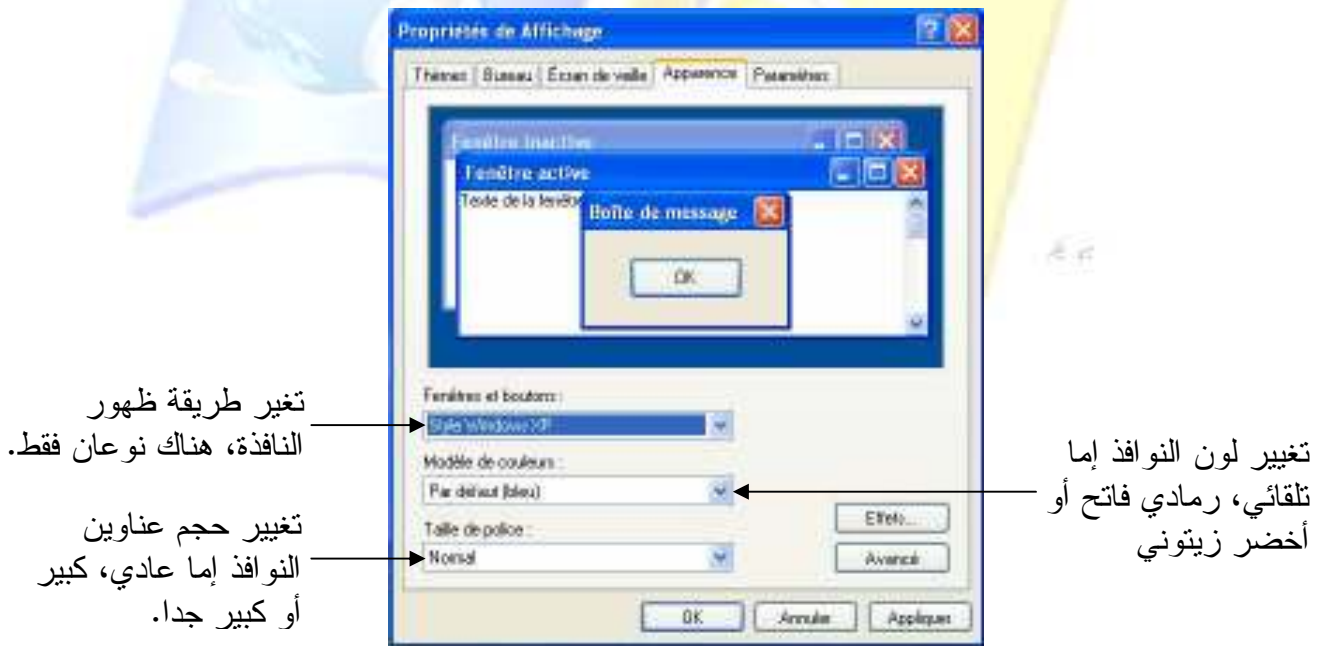 Propriétés de Affichage
Thèmes Bureau Écran de veille Apparence Paramètres
Fenêtre inactive
Fenêtre active
Texte de la fenêtre
Boîte de message
OK
Fenêtres et boutons :
Style Windows XP
Modèle de couleurs :
Par défaut (bleu)
Taille de police :
Normal
Effets...
Avancé
OK Annuler Appliquer
تغير طريقة ظهور
النافذة، هناك نوعان فقط.
تغيير حجم عناوين
النوافذ إما عادي، كبير
أو كبير جدا.
تغيير لون النوافذ إما
تلقائي، رمادي فاتح أو
أخضر زيتوني